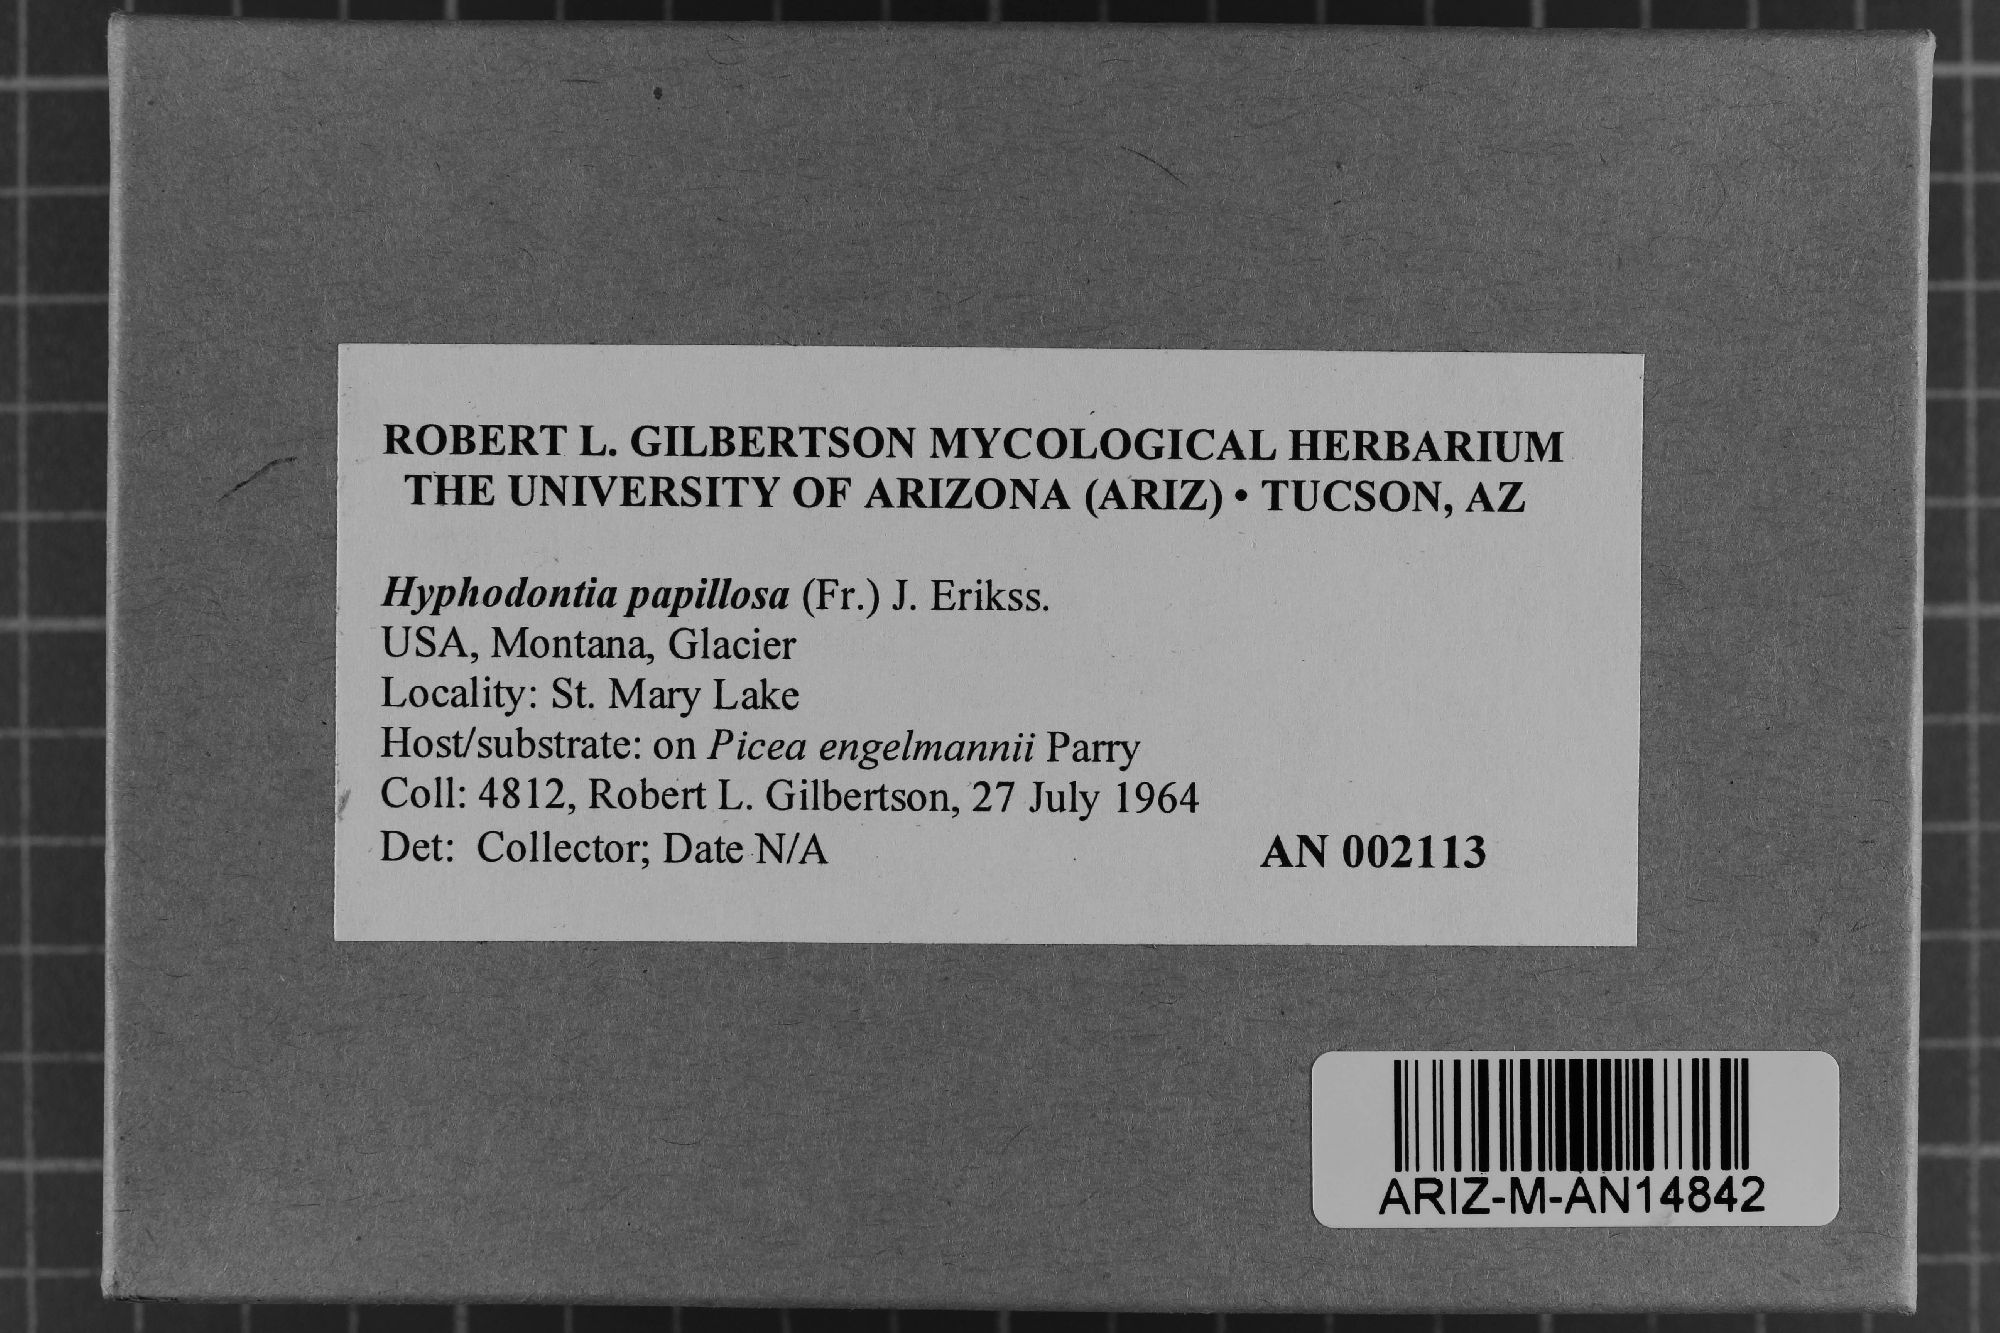 ROBERT L. GILBERTSON MYCOLOGICAL HERBARIUM
THE UNIVERSITY OF ARIZONA (ARIZ) • TUCSON, AZ
Hyphodontia papillosa (Fr.) J. Erikss.
USA, Montana, Glacier
Locality: St. Mary Lake
Host/substrate: on Picea engelmannii Parry
Coll: 4812, Robert L. Gilbertson, 27 July 1964
Det: Collector; Date N/A AN 002113
ARIZ-M-AN14842